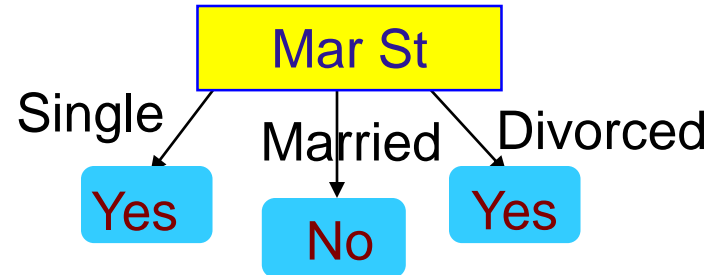 Mar St
Single
Married
Divorced
Yes
No
Yes